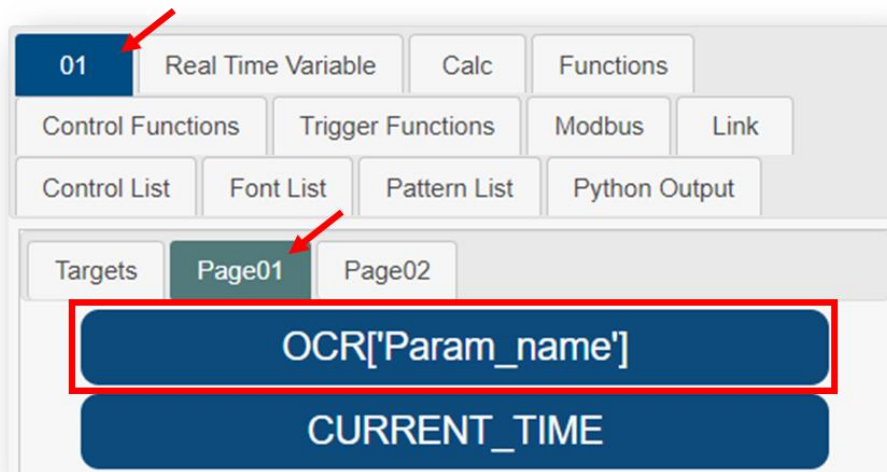 01 Real Time Variable Calc Functions
Control Functions Trigger Functions Modbus Link
Control List Font List Pattern List Python Output
Targets Page01 Page02
OCR['Param_name']
CURRENT_TIME